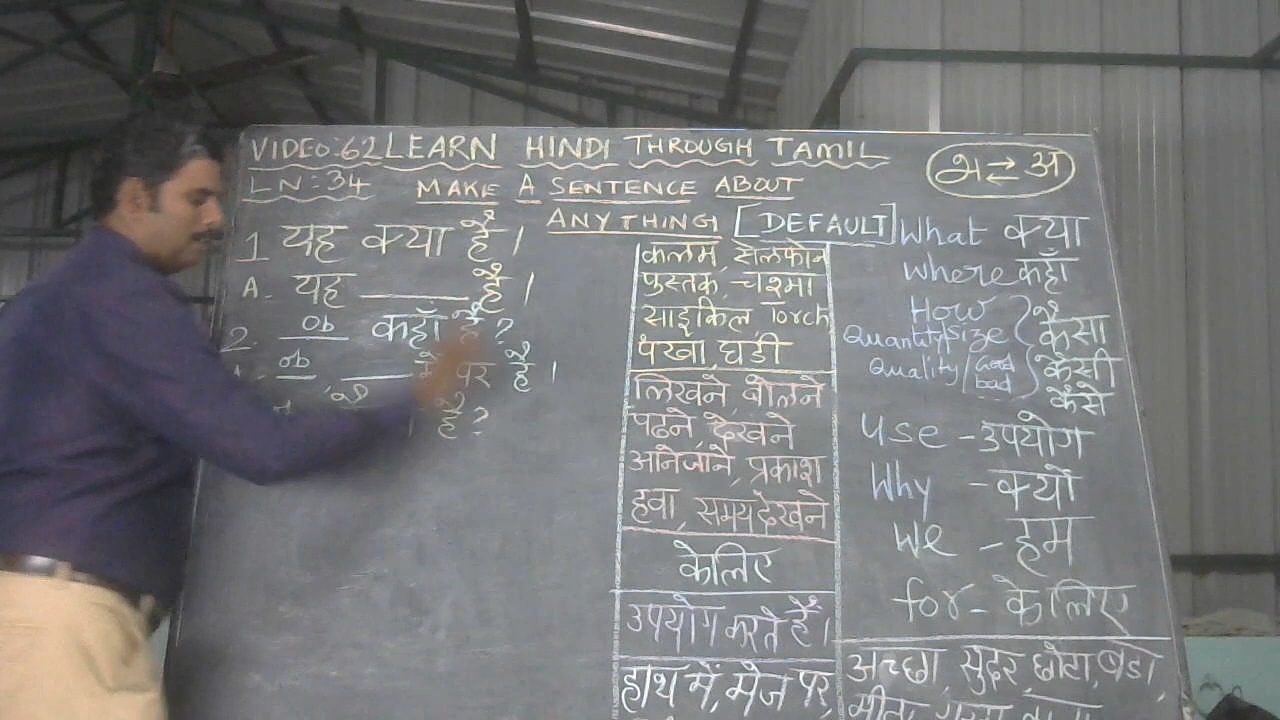 VIDEO:62 LEARN HINDI THROUGH TAMIL
LN:34 MAKE A SENTENCE ABOUT
ANYTHING [DEFAULT]
அ ⇄ अ
1 यह क्या है।
A. यह ______ है।
2. ob कहाँ है?
ob, ____ में पर है।
है?
कलम, सेलफोन
पुस्तक, चश्मा
साइकिल, Torch
पंखा, घडी
लिखने, बोलने
पढने, देखने
आनेजाने, प्रकाश
हवा, समय देखने
केलिए
उपयोग करते हैं।
हाथ में, मेज पर,
What क्या
where कहाँ
How
Quantity/size
Quality (Good
bad
कैसा
कैसी
कैसे
use - उपयोग
Why - क्यों
We - हम
for - केलिए
अच्छा, सुदर, छोटा, बडा,